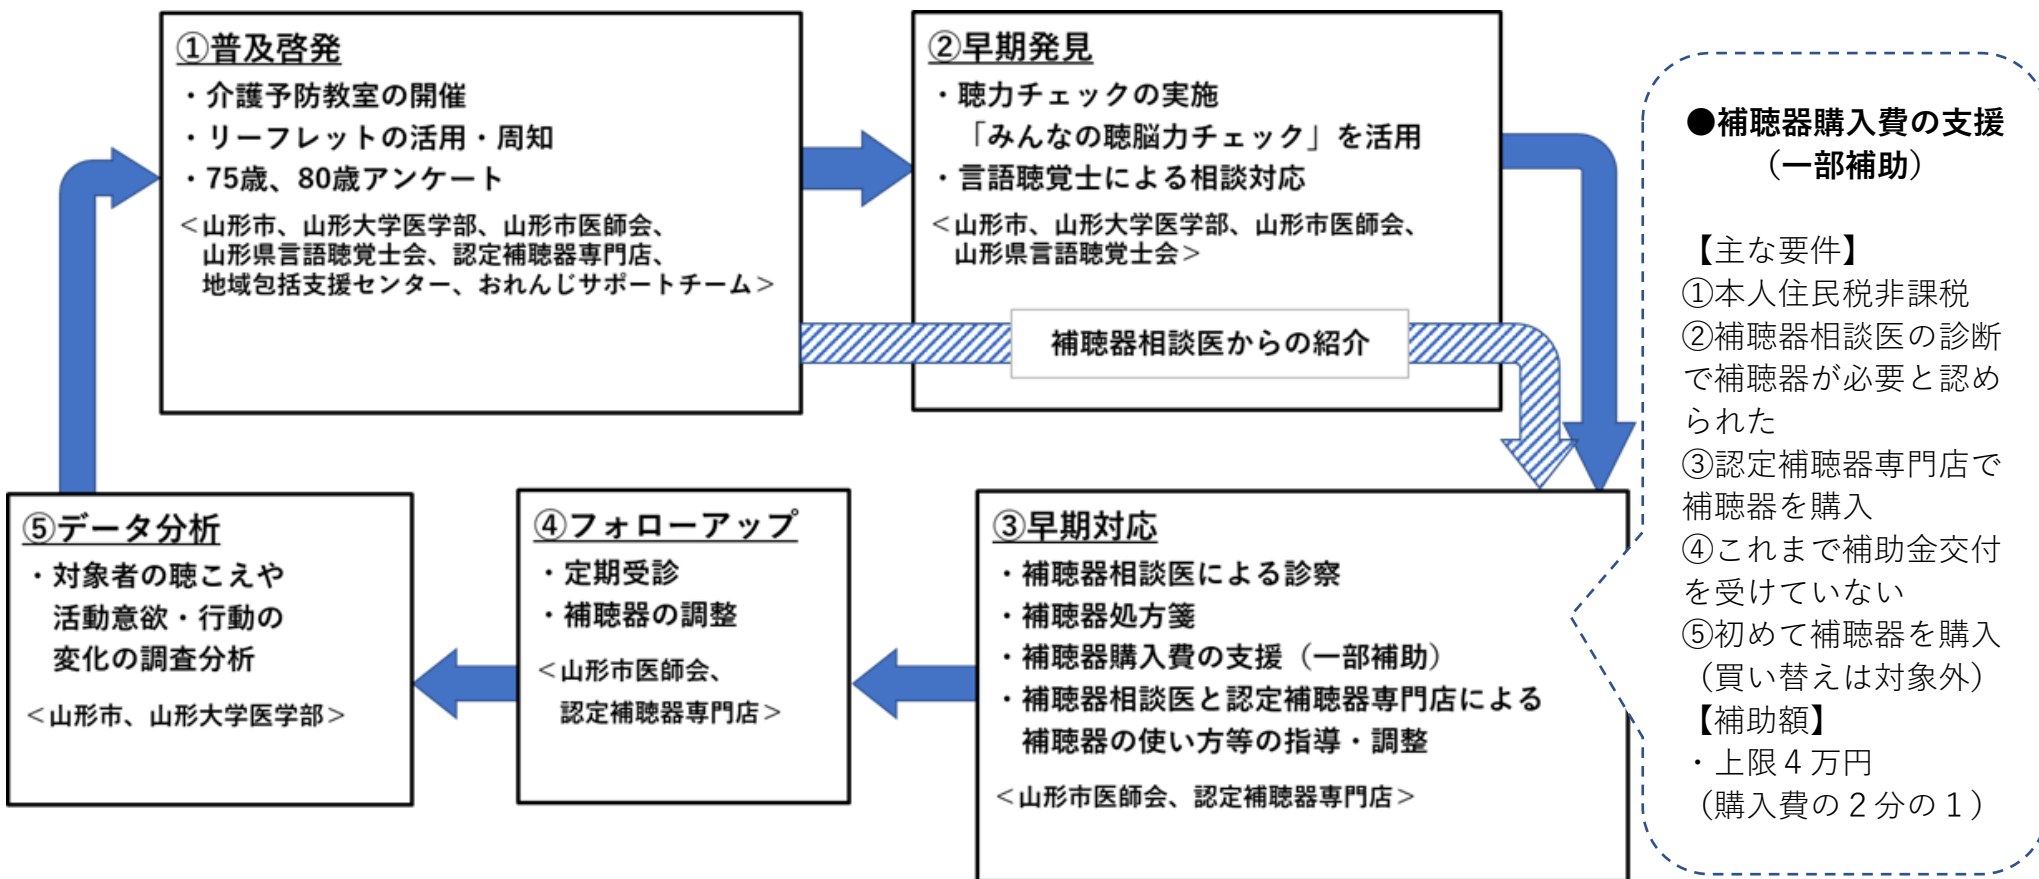 ①普及啓発
・介護予防教室の開催
・リーフレットの活用・周知
・75歳、80歳アンケート
＜山形市、山形大学医学部、山形市医師会、
山形県言語聴覚士会、認定補聴器専門店、
地域包括支援センター、おれんじサポートチーム＞
②早期発見
・聴力チェックの実施
「みんなの聴脳力チェック」を活用
・言語聴覚士による相談対応
＜山形市、山形大学医学部、山形市医師会、
山形県言語聴覚士会＞
補聴器相談医からの紹介
③早期対応
・補聴器相談医による診察
・補聴器処方箋
・補聴器購入費の支援（一部補助）
・補聴器相談医と認定補聴器専門店による
補聴器の使い方等の指導・調整
＜山形市医師会、認定補聴器専門店＞
④フォローアップ
・定期受診
・補聴器の調整
＜山形市医師会、
認定補聴器専門店＞
⑤データ分析
・対象者の聴こえや
活動意欲・行動の
変化の調査分析
＜山形市、山形大学医学部＞
●補聴器購入費の支援
（一部補助）
【主な要件】
①本人住民税非課税
②補聴器相談医の診断
で補聴器が必要と認め
られた
③認定補聴器専門店で
補聴器を購入
④これまで補助金交付
を受けていない
⑤初めて補聴器を購入
（買い替えは対象外）
【補助額】
・上限４万円
（購入費の２分の１）